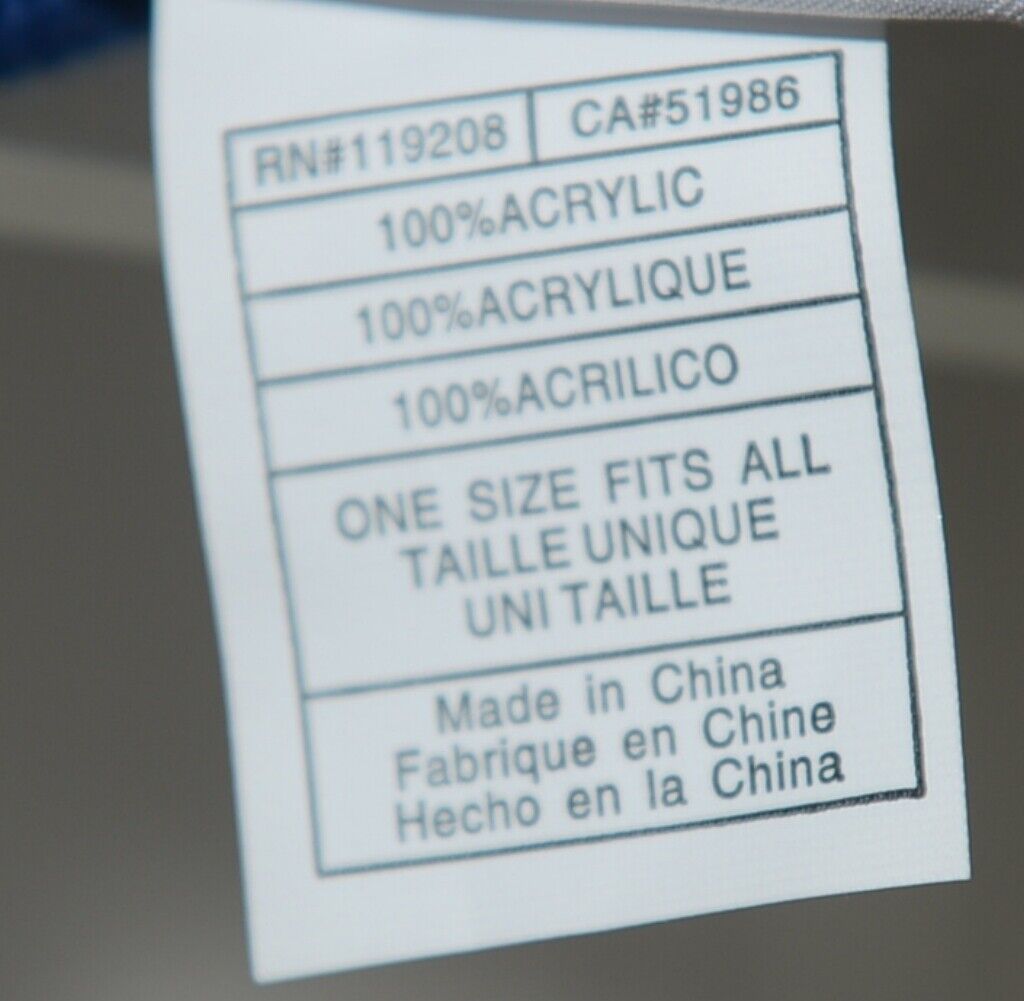 RN#119208 CA#51986
100%ACRYLIC
100%ACRYLIQUE
100%ACRILICO
ONE SIZE FITS ALL
TAILLE UNIQUE
UNI TAILLE
Made in China
Fabrique en Chine
Hecho en la China